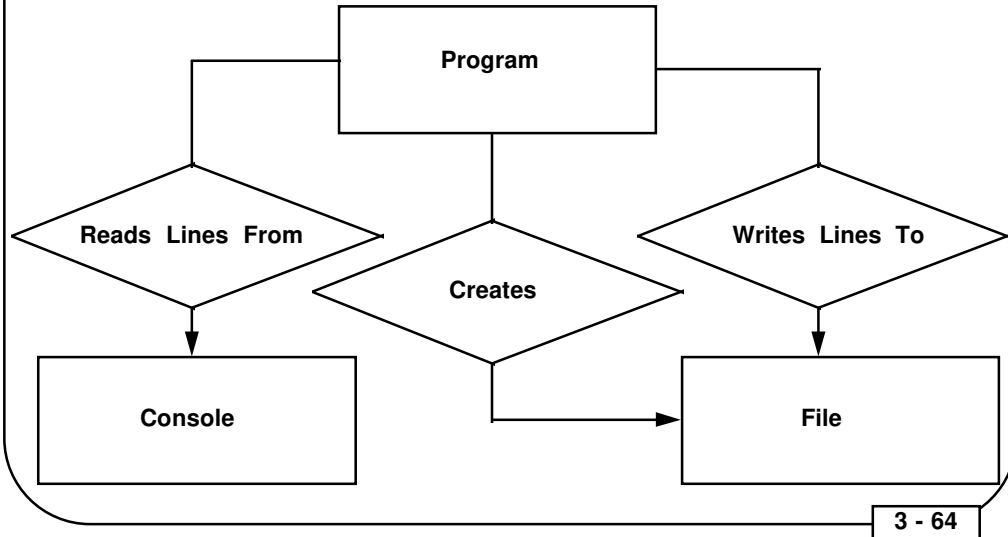 Program
Reads Lines From
Writes Lines To
Creates
Console
File
3 - 64